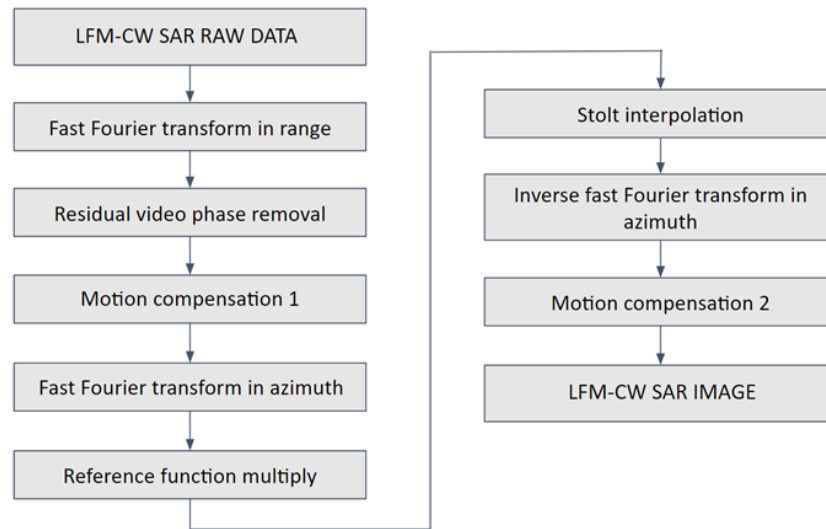 LFM-CW SAR RAW DATA
Fast Fourier transform in range
Residual video phase removal
Motion compensation 1
Fast Fourier transform in azimuth
Reference function multiply
Stolt interpolation
Inverse fast Fourier transform in
azimuth
Motion compensation 2
LFM-CW SAR IMAGE